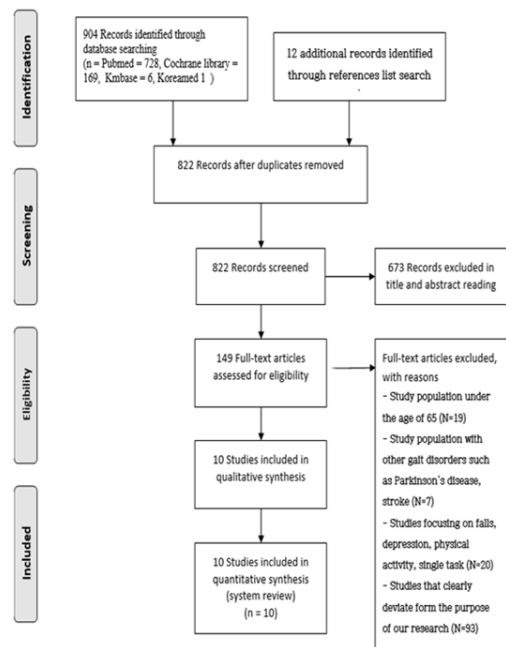 Identification
904 Records identified through
database searching
(n = Pubmed = 728, Cochrane library =
169, Kmbase = 6, Koreamed 1 )
12 additional records identified
through references list search
.
822 Records after duplicates removed
Screening
822 Records screened
673 Records excluded in
title and abstract reading
Eligibility
149 Full-text articles
assessed for eligibility
Full-text articles excluded,
with reasons
- Study population under
the age of 65 (N=19)
- Study population with
other gait disorders such
as Parkinson's disease,
stroke (N=7)
- Studies focusing on falls,
depression, physical
activity, single task (N=20)
- Studies that clearly
deviate form the purpose
of our research (N=93)
10 Studies included in
qualitative synthesis
Included
10 Studies included in
quantitative synthesis
(system review)
(n = 10)